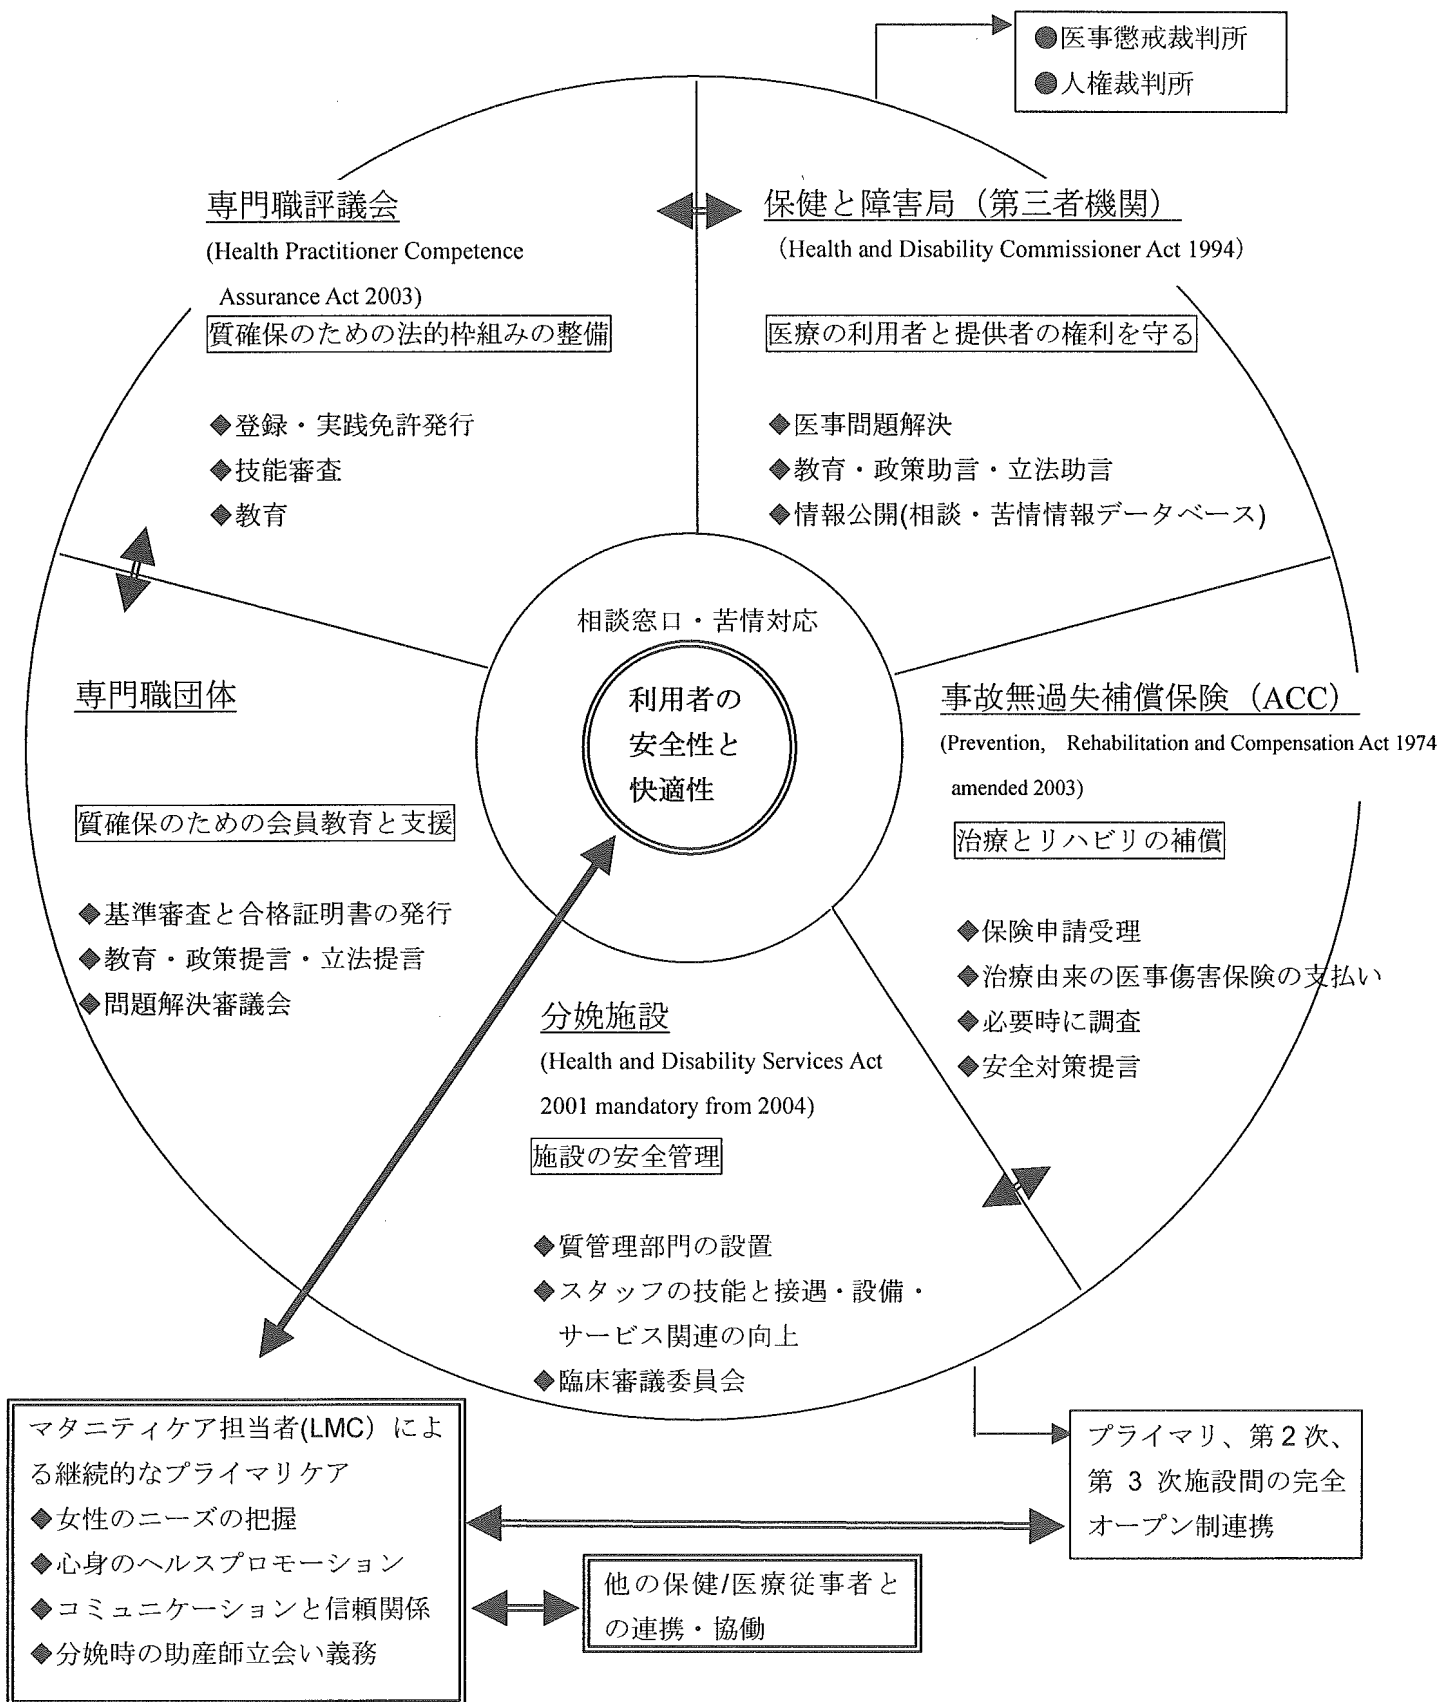 ●医事懲戒裁判所
●人権裁判所
専門職評議会
(Health Practitioner Competence
Assurance Act 2003)
質確保のための法的枠組みの整備
◆登録・実践免許発行
◆技能審査
◆教育
保健と障害局（第三者機関）
（Health and Disability Commissioner Act 1994）
医療の利用者と提供者の権利を守る
◆医事問題解決
◆教育・政策助言・立法助言
◆情報公開(相談・苦情情報データベース)
相談窓口・苦情対応
利用者の
安全性と
快適性
専門職団体
質確保のための会員教育と支援
◆基準審査と合格証明書の発行
◆教育・政策提言・立法提言
◆問題解決審議会
事故無過失補償保険（ACC）
(Prevention, Rehabilitation and Compensation Act 1974
amended 2003)
治療とリハビリの補償
◆保険申請受理
◆治療由来の医事傷害保険の支払い
◆必要時に調査
◆安全対策提言
分娩施設
(Health and Disability Services Act
2001 mandatory from 2004)
施設の安全管理
◆質管理部門の設置
◆スタッフの技能と接遇・設備・
サービス関連の向上
◆臨床審議委員会
マタニティケア担当者(LMC）によ
る継続的なプライマリケア
◆女性のニーズの把握
◆心身のヘルスプロモーション
◆コミュニケーションと信頼関係
◆分娩時の助産師立会い義務
他の保健/医療従事者と
の連携・協働
プライマリ、第2次、
第 3 次施設間の完全
オープン制連携